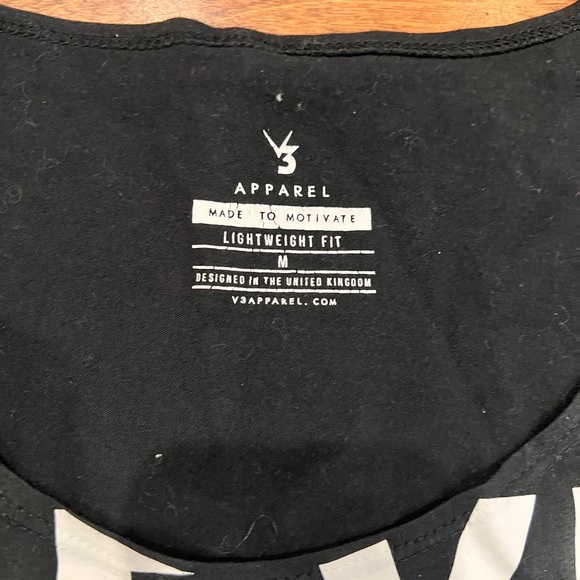 V3
APPAREL
MADE TO MOTIVATE
LIGHTWEIGHT FIT
M
DESIGNED IN THE UNITED KINGDOM
V3APPAREL.COM